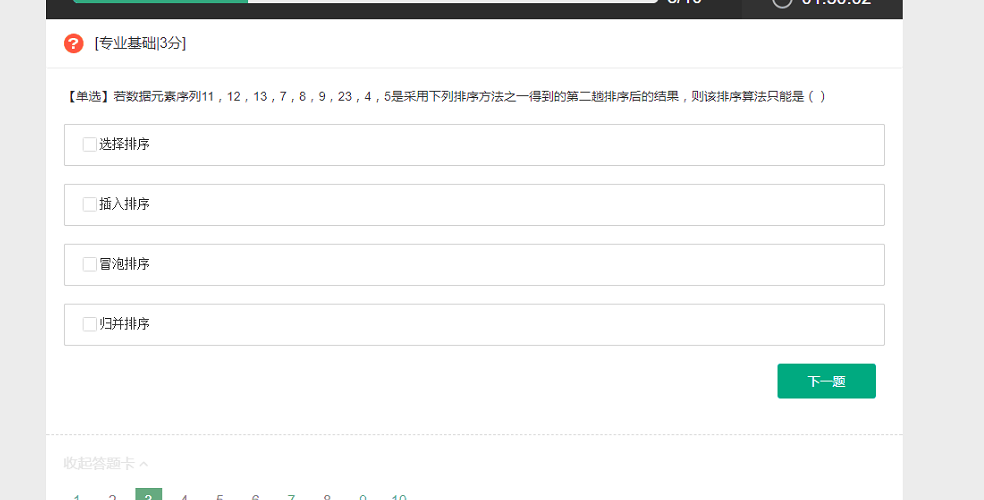 [专业基础|3分]
【单选】若数据元素序列11，12，13，7，8，9，23，4，5是采用下列排序方法之一得到的第二趟排序后的结果，则该排序算法只能是（ ）
选择排序
插入排序
冒泡排序
归并排序
下一题
收起答题卡
1 2 3 4 5 6 7 8 9 10